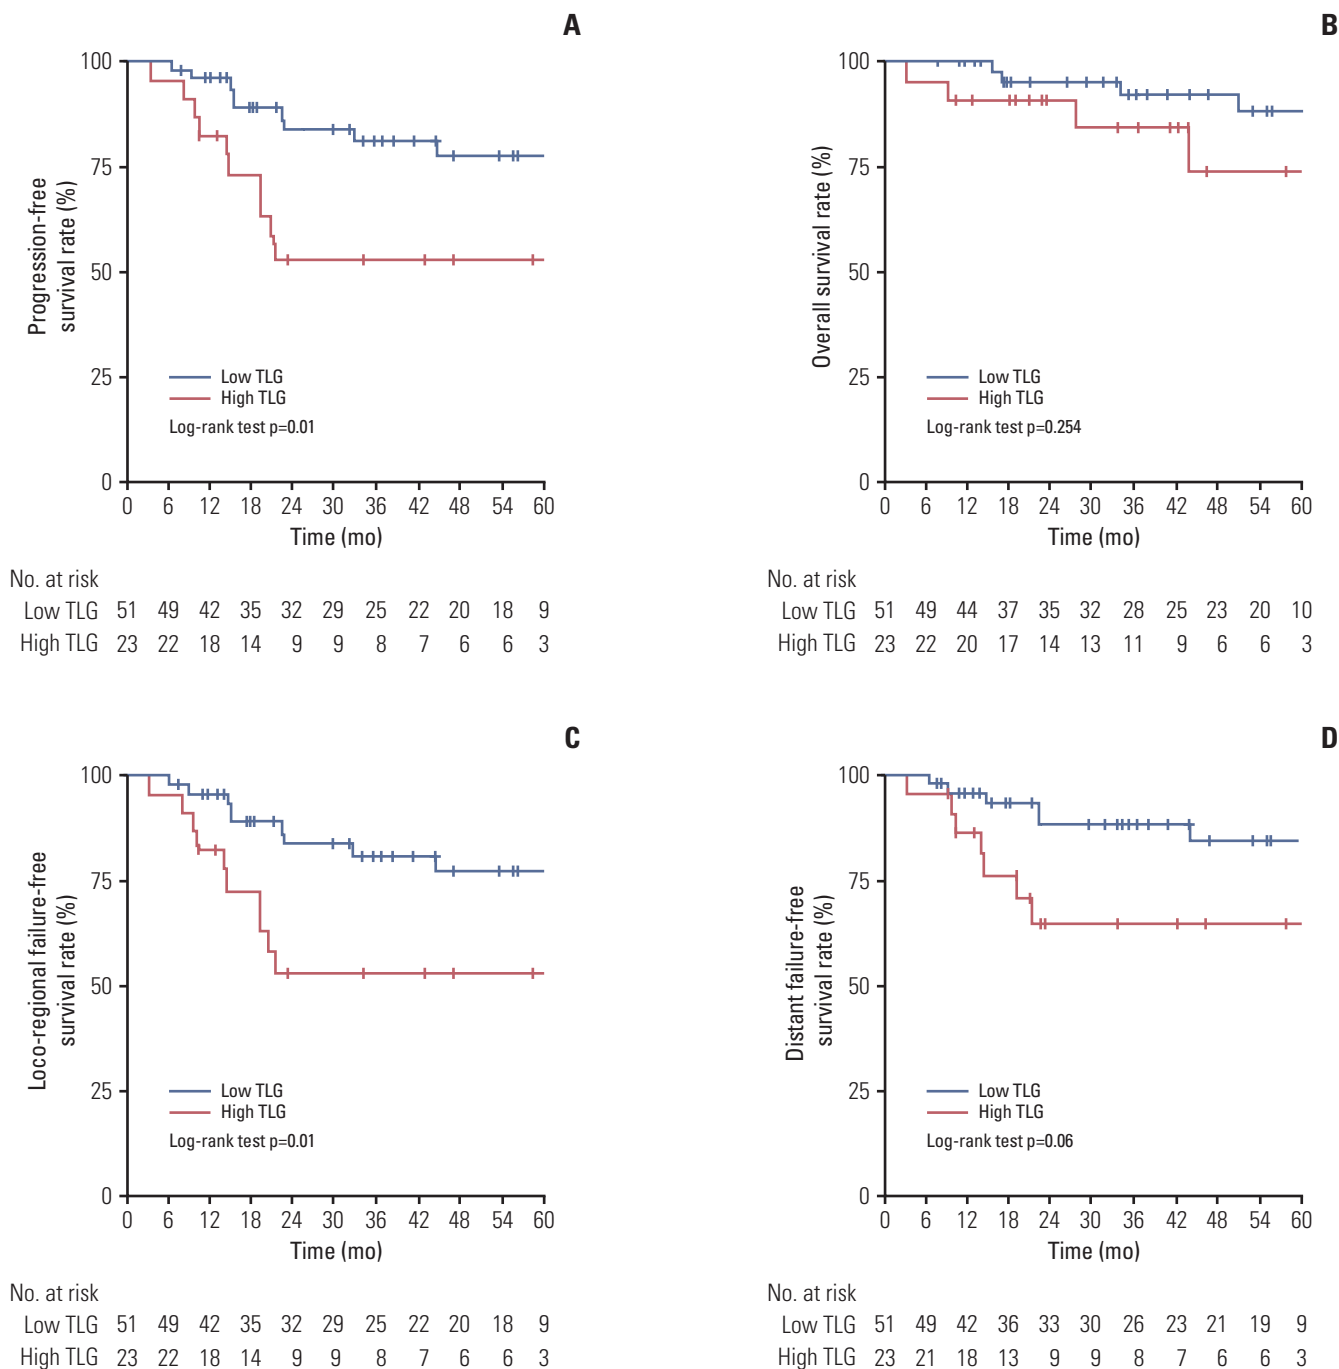 A
100
75
50
25
0
Progression-free
survival rate (%)
Low TLG
High TLG
Log-rank test p=0.01
0 6 12 18 24 30 36 42 48 54 60
Time (mo)
No. at risk
Low TLG 51 49 42 35 32 29 25 22 20 18 9
High TLG 23 22 18 14 9 9 8 7 6 6 3
B
100
75
50
25
0
Overall survival rate (%)
Low TLG
High TLG
Log-rank test p=0.254
0 6 12 18 24 30 36 42 48 54 60
Time (mo)
No. at risk
Low TLG 51 49 44 37 35 32 28 25 23 20 10
High TLG 23 22 20 17 14 13 11 9 6 6 3
C
100
75
50
25
0
Loco-regional failure-free
survival rate (%)
Low TLG
High TLG
Log-rank test p=0.01
0 6 12 18 24 30 36 42 48 54 60
Time (mo)
No. at risk
Low TLG 51 49 42 35 32 29 25 22 20 18 9
High TLG 23 22 18 14 9 9 8 7 6 6 3
D
100
75
50
25
0
Distant failure-free
survival rate (%)
Low TLG
High TLG
Log-rank test p=0.06
0 6 12 18 24 30 36 42 48 54 60
Time (mo)
No. at risk
Low TLG 51 49 42 36 33 30 26 23 21 19 9
High TLG 23 21 18 13 9 9 8 7 6 6 3